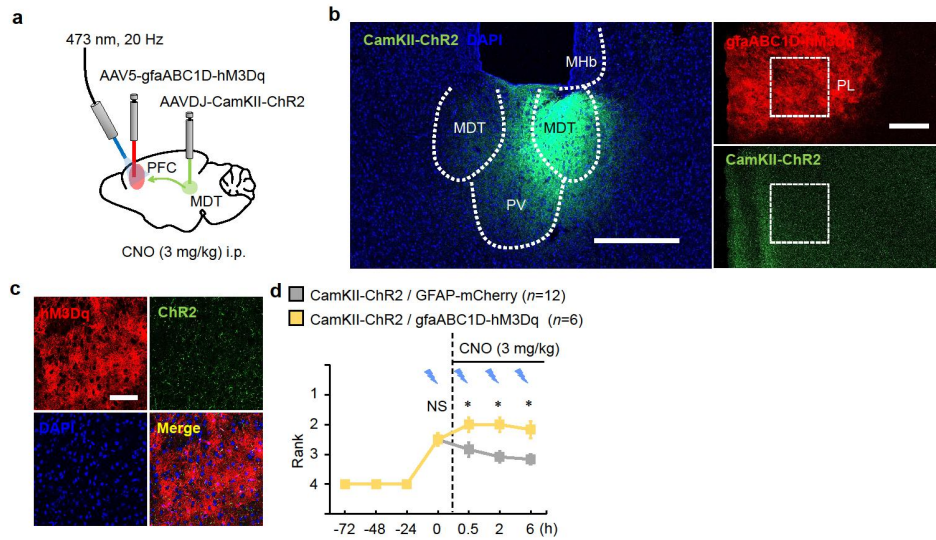 a
473 nm, 20 Hz
AAV5-gfaABC1D-hM3Dq
AAVDJ-CamKII-ChR2
PFC
MDT
CNO (3 mg/kg) i.p.
b
CamKII-ChR2 DAPI
MHb
MDT
MDT
PV
gfaABC1D-hM3Dq
PL
CamKII-ChR2
c
hM3Dq
ChR2
DAPI
Merge
d
CamKII-ChR2 / GFAP-mCherry (n=12)
CamKII-ChR2 / gfaABC1D-hM3Dq (n=6)
CNO (3 mg/kg)
NS * * *
Rank
1
2
3
4
-72 -48 -24 0 0.5 2 6 (h)